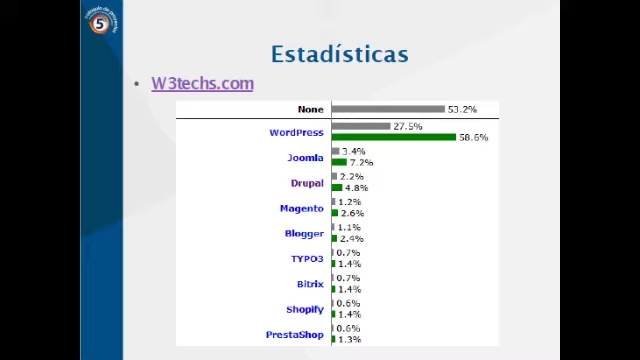 5
Estadísticas
• W3techs.com
None 53.2%
WordPress 27.5%
58.6%
Joomla 3.4%
7.2%
Drupal 2.2%
4.8%
Magento 1.2%
2.6%
Blogger 1.1%
2.4%
TYPO3 0.7%
1.4%
Bitrix 0.7%
1.4%
Shopify 0.6%
1.4%
PrestaShop 0.6%
1.3%